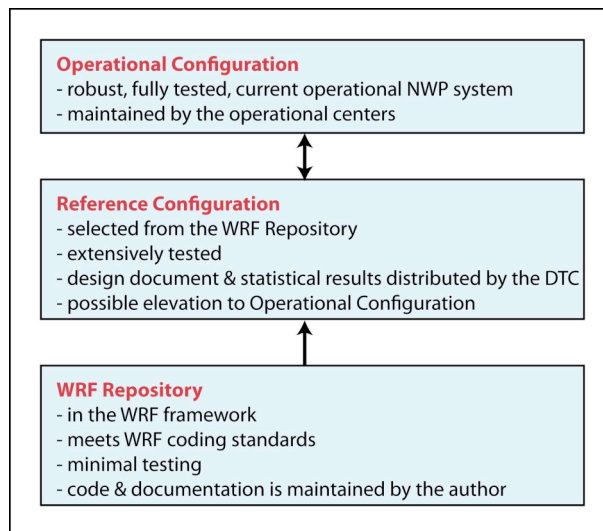 Operational Configuration
- robust, fully tested, current operational NWP system
- maintained by the operational centers
Reference Configuration
- selected from the WRF Repository
- extensively tested
- design document & statistical results distributed by the DTC
- possible elevation to Operational Configuration
WRF Repository
- in the WRF framework
- meets WRF coding standards
- minimal testing
- code & documentation is maintained by the author